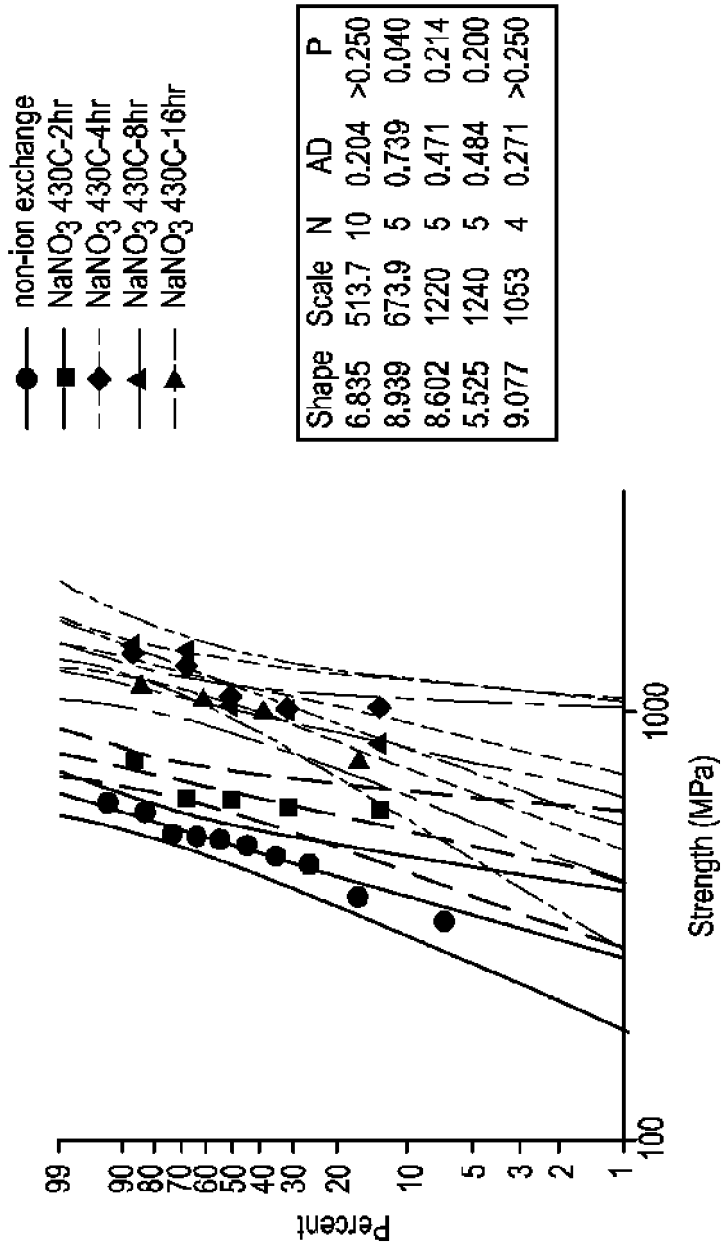 non-ion exchange
NaNO3 430C-2hr
NaNO3 430C-4hr
NaNO3 430C-8hr
NaNO3 430C-16hr
Shape Scale N AD P
6.835 513.7 10 0.204 >0.250
8.939 673.9 5 0.739 0.040
8.602 1220 5 0.471 0.214
5.525 1240 5 0.484 0.200
9.077 1053 4 0.271 >0.250
Percent
99
90
80
70
60
50
40
30
20
10
5
3
2
1
100
1000
Strength (MPa)